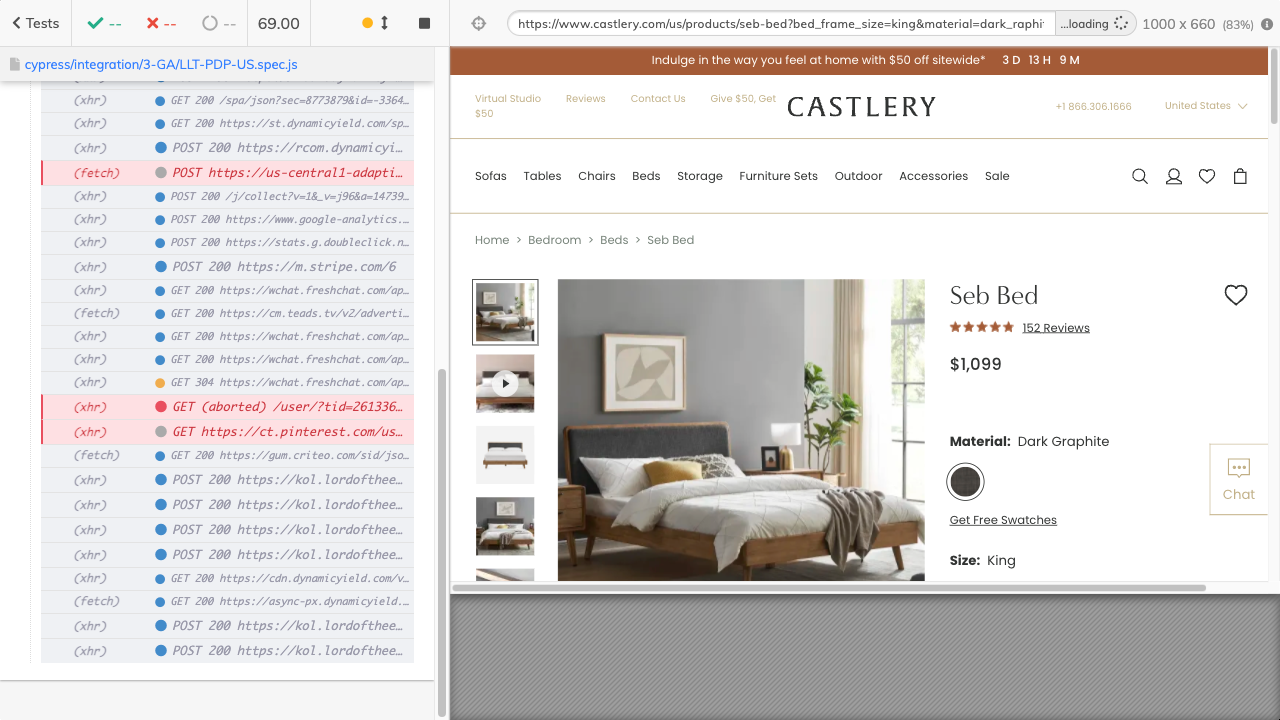 Tests
--
--
--
69.00
https://www.castlery.com/us/products/seb-bed?bed_frame_size=king&material=dark_raphi
...loading
1000 x 660 (83%)
cypress/integration/3-GA/LLT-PDP-US.spec.js
(xhr) GET 200 /spa/json?sec=8773879&id=-3364…
(xhr) GET 200 https://st.dynamicyield.com/sp…
(xhr) POST 200 https://rcom.dynamicyi…
(fetch) POST https://us-central1-adapti…
(xhr) POST 200 /j/collect?v=1&_v=j96&a=14739…
(xhr) POST 200 https://www.google-analytics.…
(xhr) POST 200 https://stats.g.doubleclick.n…
(xhr) POST 200 https://m.stripe.com/6
(xhr) GET 200 https://wchat.freshchat.com/ap…
(fetch) GET 200 https://cm.teads.tv/v2/adverti…
(xhr) GET 200 https://wchat.freshchat.com/ap…
(xhr) GET 200 https://wchat.freshchat.com/ap…
(xhr) GET 304 https://wchat.freshchat.com/ap…
(xhr) GET (aborted) /user/?tid=261336…
(xhr) GET https://ct.pinterest.com/us…
(fetch) GET 200 https://gum.criteo.com/sid/jso…
(xhr) POST 200 https://kol.lordofthee…
(xhr) POST 200 https://kol.lordofthee…
(xhr) POST 200 https://kol.lordofthee…
(xhr) POST 200 https://kol.lordofthee…
(xhr) GET 200 https://cdn.dynamicyield.com/v…
(fetch) GET 200 https://async-px.dynamicyield.…
(xhr) POST 200 https://kol.lordofthee…
(xhr) POST 200 https://kol.lordofthee…
Indulge in the way you feel at home with $50 off sitewide* 3 D 13 H 9 M
Virtual Studio
Reviews
Contact Us
Give $50, Get
$50
CASTLERY
+1 866.306.1666
United States
Sofas Tables Chairs Beds Storage Furniture Sets Outdoor Accessories Sale
Home > Bedroom > Beds > Seb Bed
Seb Bed
152 Reviews
$1,099
Material: Dark Graphite
Get Free Swatches
Size: King
Chat